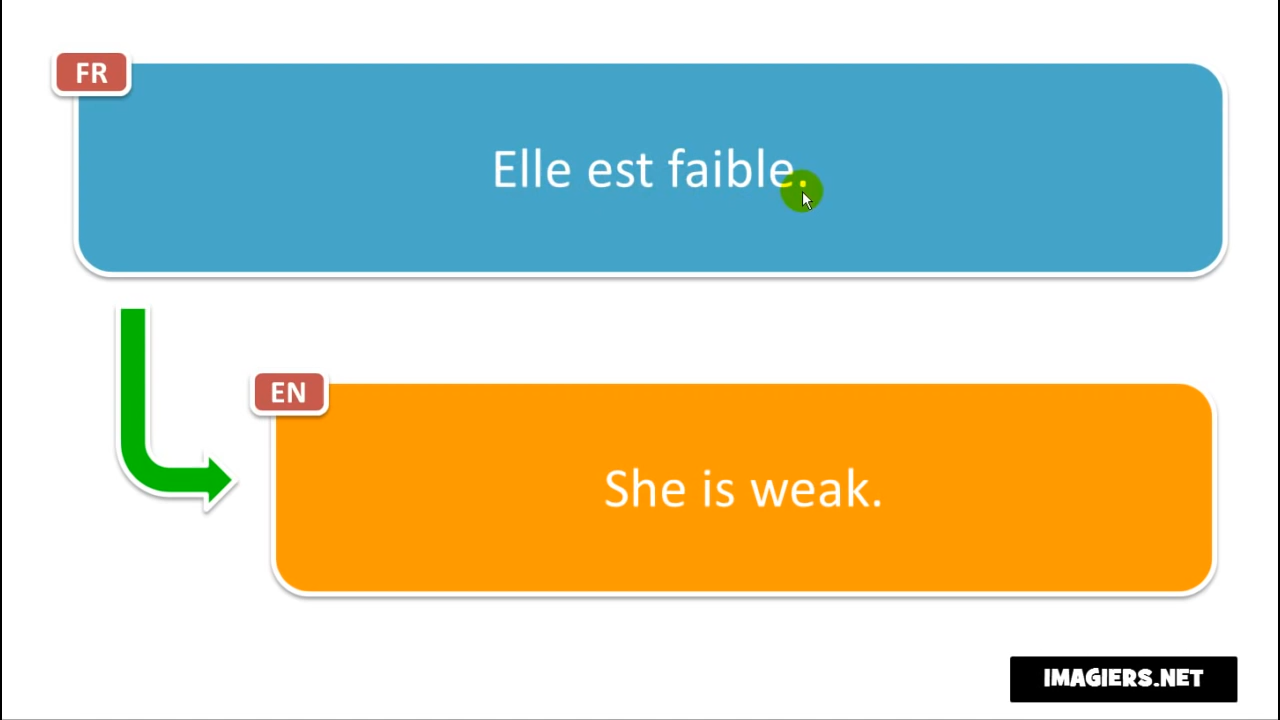 FR
Elle est faible.
EN
She is weak.
IMAGIERS.NET